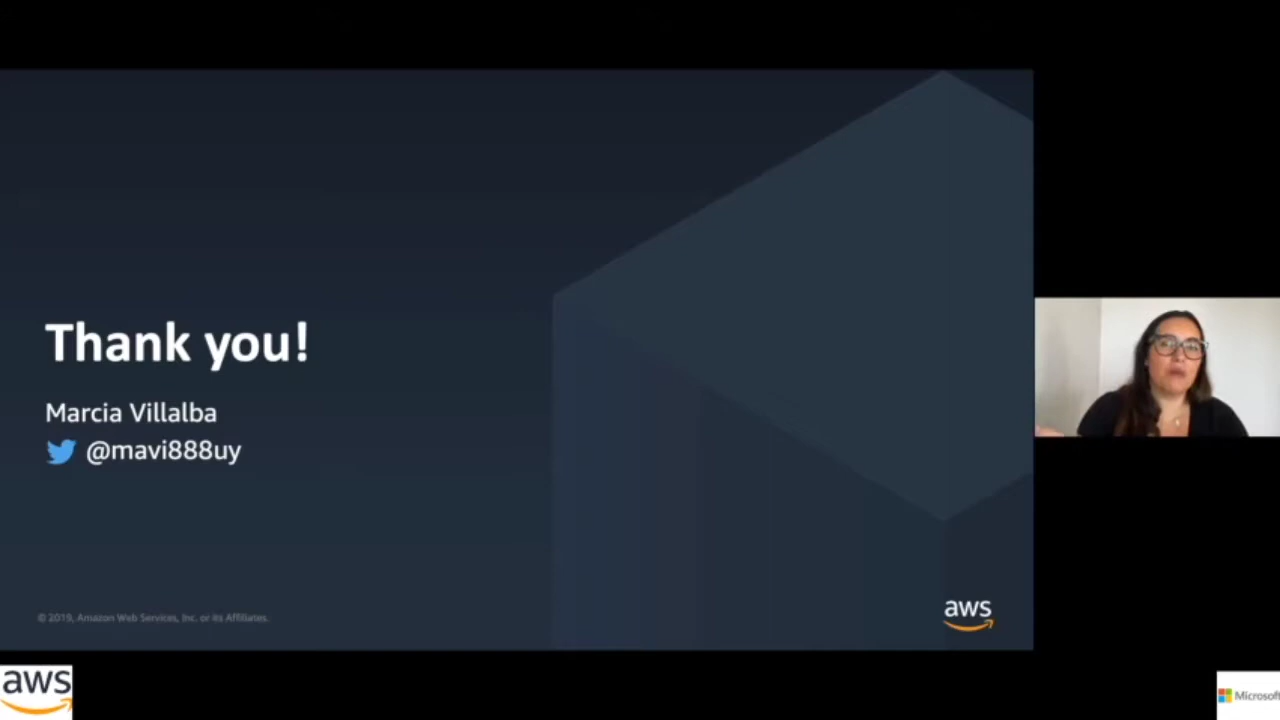 Thank you!
Marcia Villalba
@mavi888uy
© 2019, Amazon Web Services, Inc. or its Affiliates.
aws
aws
Microsoft